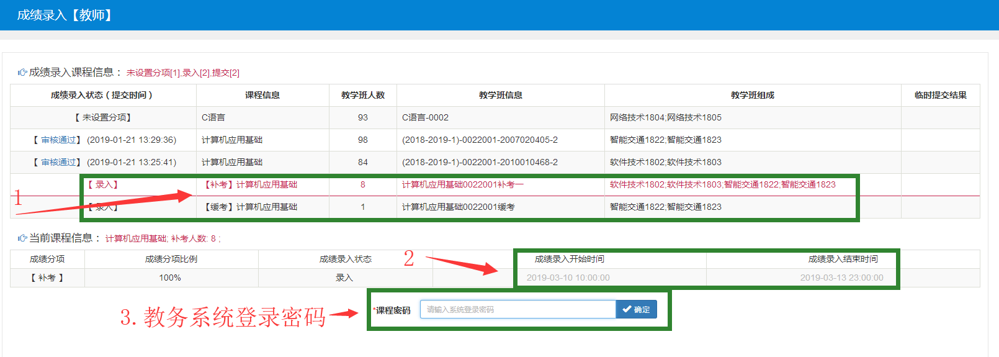 成绩录入【教师】
成绩录入课程信息： 未设置分项[1],录入[2],提交[2]
成绩录入状态（提交时间） 课程信息 教学班人数 教学班信息 教学班组成 临时提交结果
【 未设置分项】 C语言 93 C语言-0002 网络技术1804;网络技术1805
【 审核通过】 (2019-01-21 13:29:36) 计算机应用基础 98 (2018-2019-1)-0022001-2007020405-2 智能交通1822;智能交通1823
【 审核通过】 (2019-01-21 13:25:41) 计算机应用基础 84 (2018-2019-1)-0022001-2010010468-2 软件技术1802;软件技术1803
【 录入】 【补考】计算机应用基础 8 计算机应用基础0022001补考一 软件技术1802;软件技术1803;智能交通1822;智能交通1823
1
【 录入】 【缓考】计算机应用基础 1 计算机应用基础0022001缓考 智能交通1822;智能交通1823
当前课程信息： 计算机应用基础; 补考人数: 8 ;
成绩分项 成绩分项比例 成绩录入状态 成绩录入开始时间 成绩录入结束时间
2
【 补考 】 100% 录入 2019-03-10 10:00:00 2019-03-13 23:00:00
3.教务系统登录密码
*课程密码 请输入系统登录密码 确定